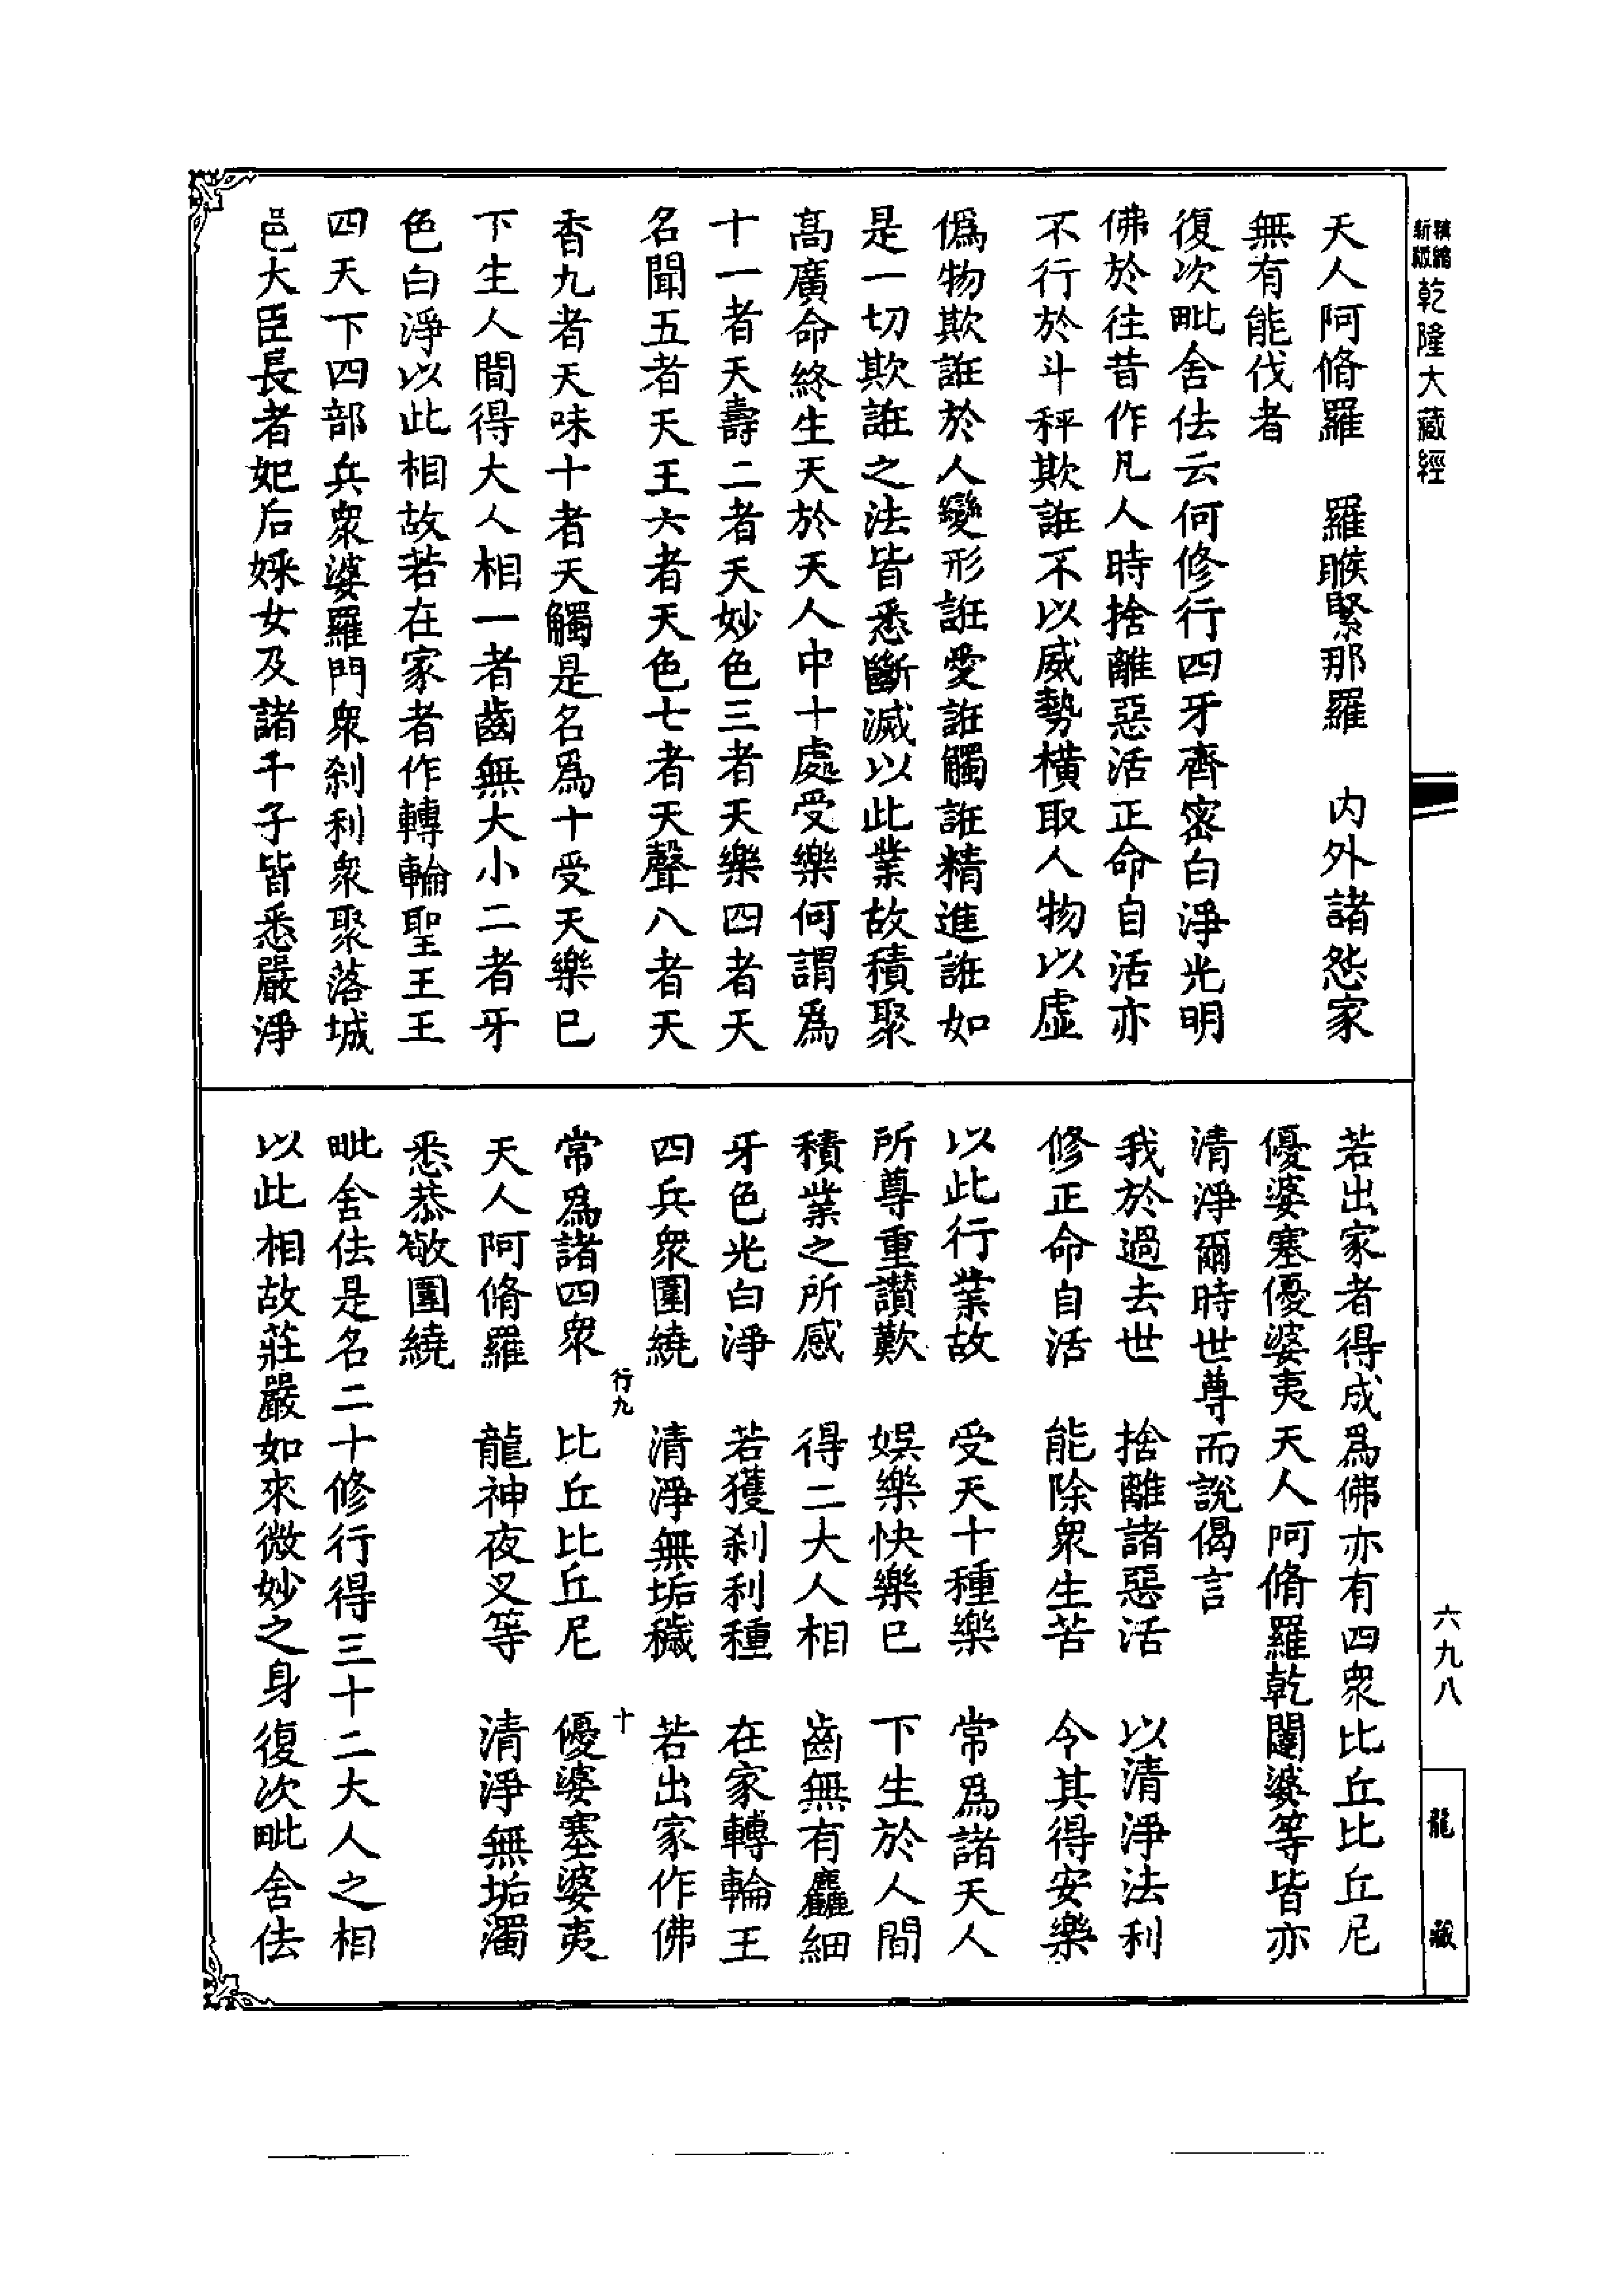 新版
精縮
乾隆大藏經
天人阿脩羅　羅睺緊那羅　內外諸怨家
無有能伐者
復次毗舍佉云何修行四牙齊密白淨光明
佛於往昔作凡人時捨離惡活正命自活亦
不行於斗秤欺誑不以威勢橫取人物以虛
僞物欺誑於人變形誑愛誑觸誑精進誑如
是一切欺誑之法皆悉斷滅以此業故積聚
高廣命終生天於天人中十處受樂何謂爲
十一者天壽二者天妙色三者天樂四者天
名聞五者天王六者天色七者天聲八者天
香九者天味十者天觸是名爲十受天樂已
下生人間得大人相一者齒無大小二者牙
色白淨以此相故若在家者作轉輪聖王王
四天下四部兵衆婆羅門衆刹利衆聚落城
邑大臣長者妃后婇女及諸千子皆悉嚴淨
若出家者得成爲佛亦有四衆比丘比丘尼
優婆塞優婆夷天人阿脩羅乾闥婆等皆亦
清淨爾時世尊而說偈言
我於過去世　捨離諸惡活　以清淨法利
修正命自活　能除衆生苦　令其得安樂
以此行業故　受天十種樂　常爲諸天人
所尊重讚歎　娛樂快樂已　下生於人間
積業之所感　得二大人相　齒無有麤細
牙色光白淨　若獲刹利種　在家轉輪王
四兵衆圍繞　清淨無垢穢　若出家作佛
行九　十
常爲諸四衆　比丘比丘尼　優婆塞婆夷
天人阿脩羅　龍神夜叉等　清淨無垢濁
悉恭敬圍繞
毗舍佉是名二十修行得三十二大人之相
以此相故莊嚴如來微妙之身復次毗舍佉
六九八
龍藏